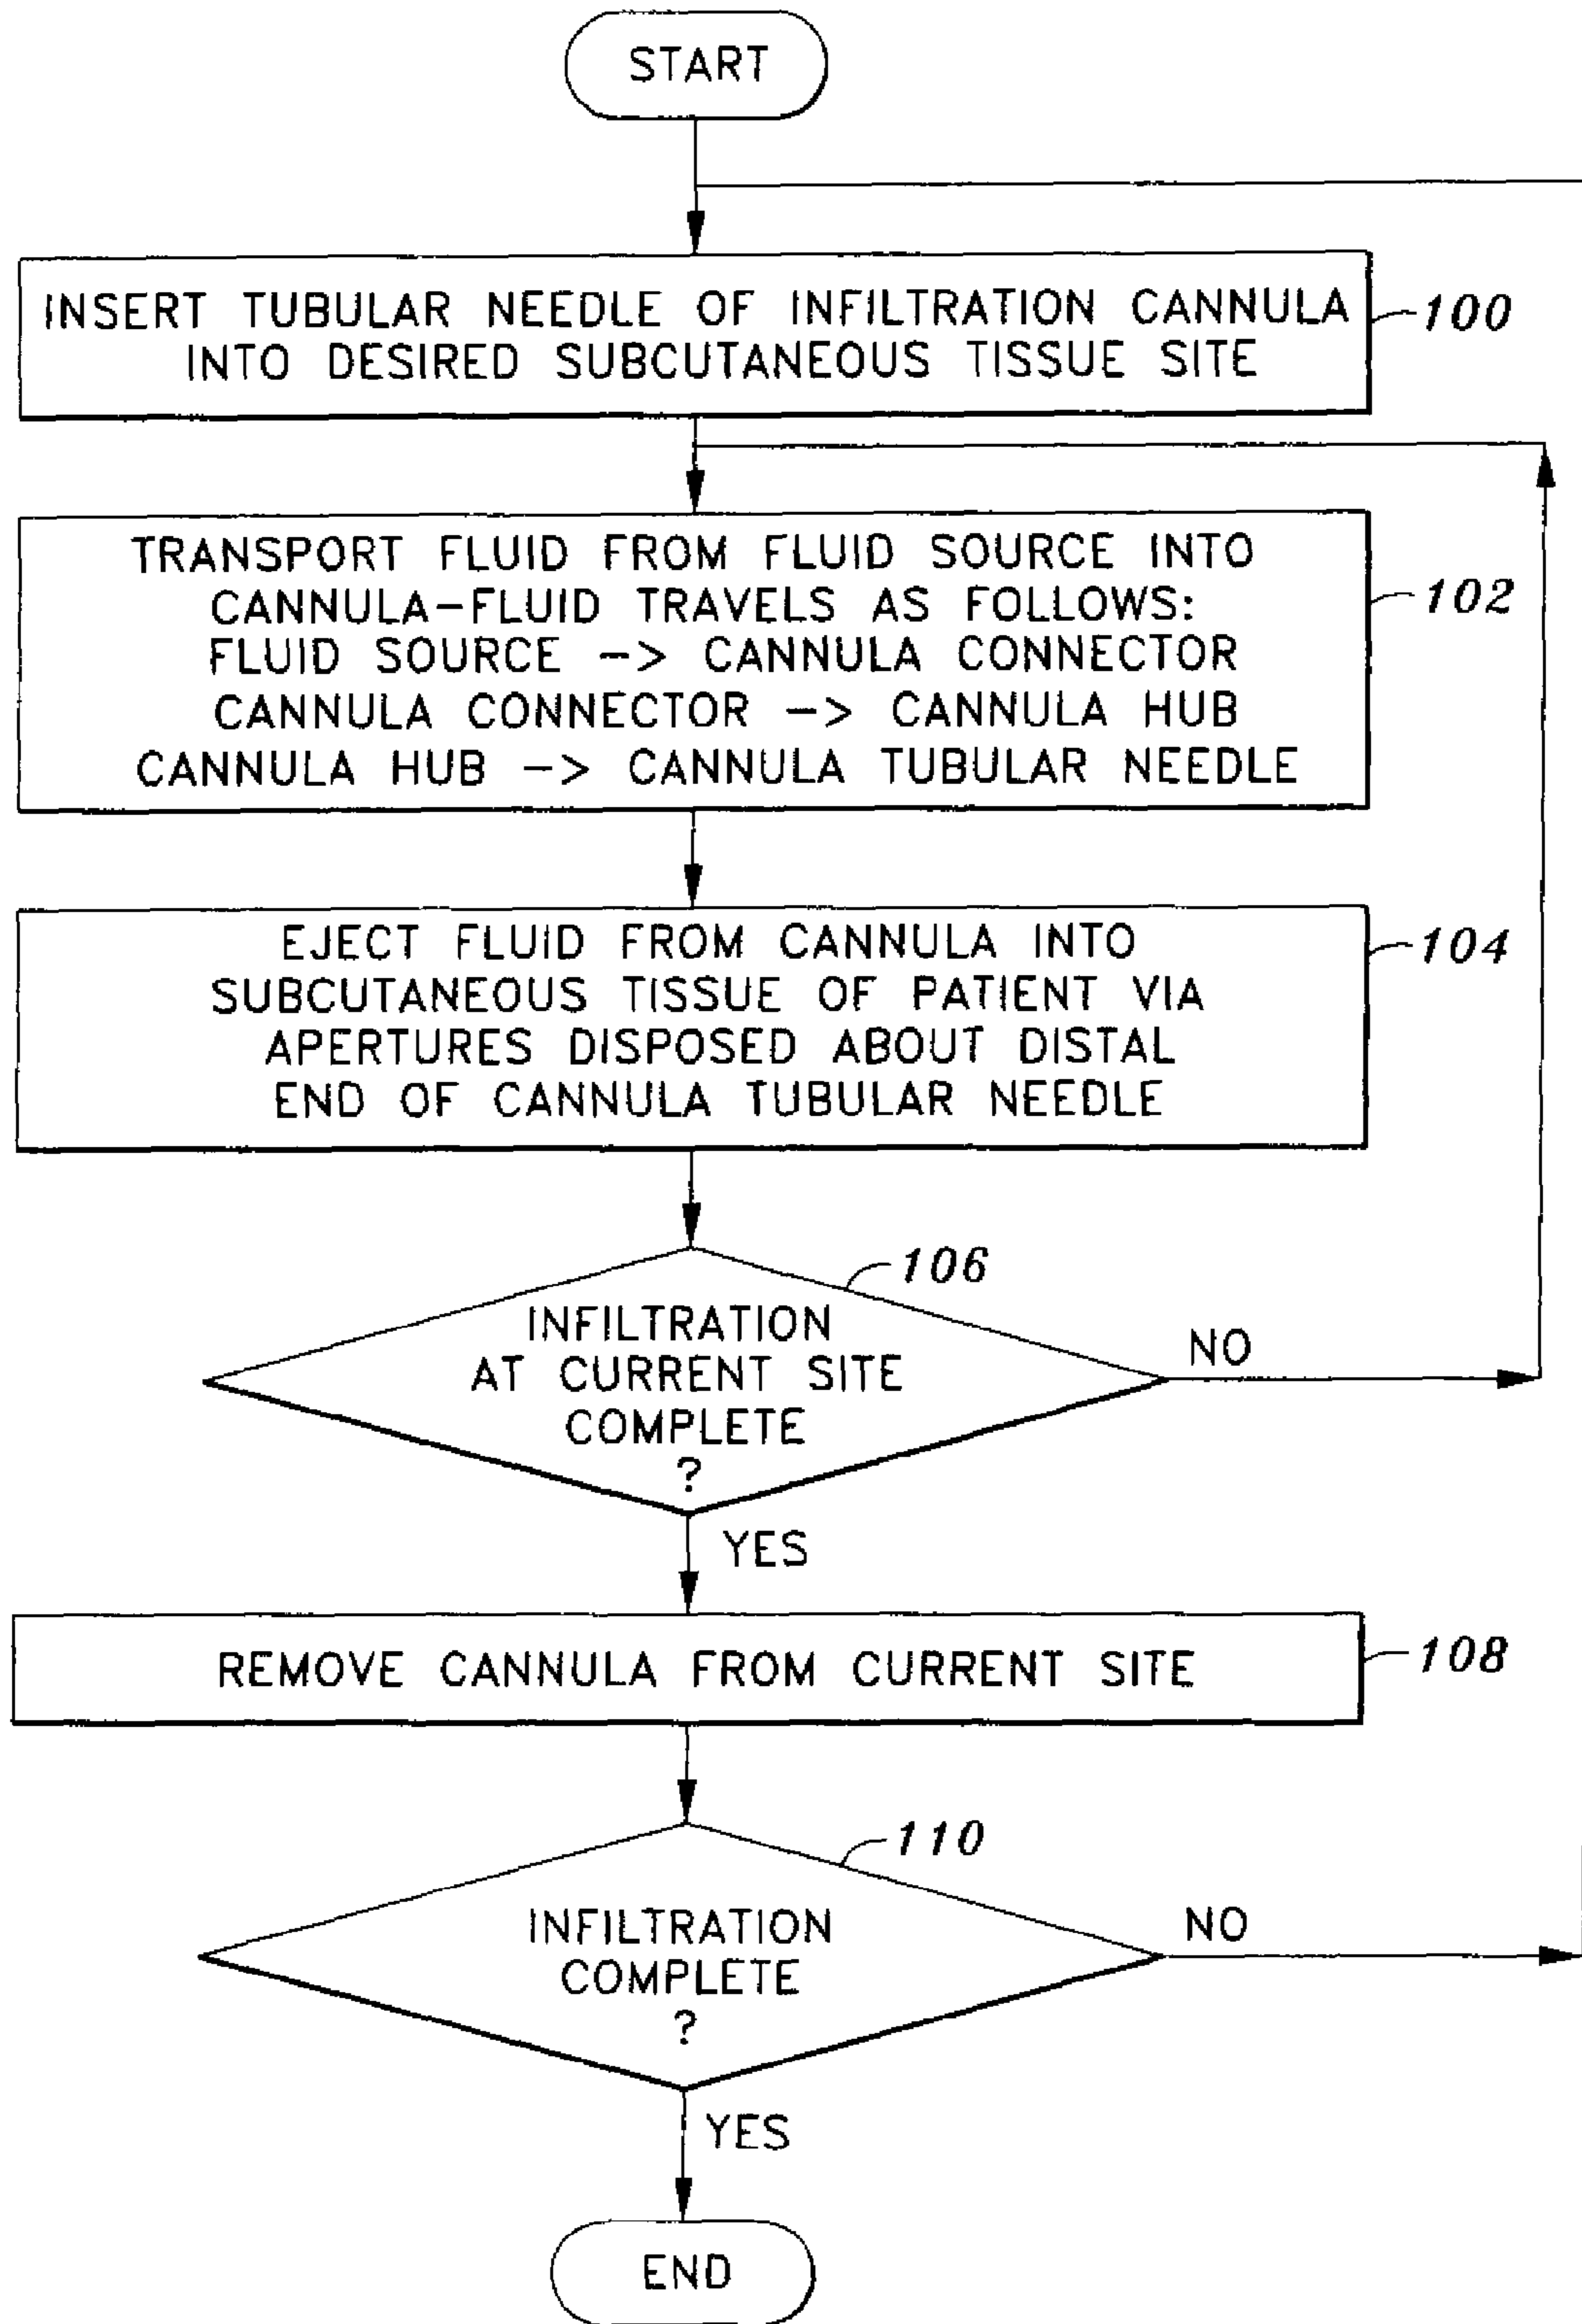 START
INSERT TUBULAR NEEDLE OF INFILTRATION CANNULA
INTO DESIRED SUBCUTANEOUS TISSUE SITE
100
TRANSPORT FLUID FROM FLUID SOURCE INTO
CANNULA-FLUID TRAVELS AS FOLLOWS:
FLUID SOURCE -> CANNULA CONNECTOR
CANNULA CONNECTOR -> CANNULA HUB
CANNULA HUB -> CANNULA TUBULAR NEEDLE
102
EJECT FLUID FROM CANNULA INTO
SUBCUTANEOUS TISSUE OF PATIENT VIA
APERTURES DISPOSED ABOUT DISTAL
END OF CANNULA TUBULAR NEEDLE
104
106
INFILTRATION
AT CURRENT SITE
COMPLETE
?
NO
YES
REMOVE CANNULA FROM CURRENT SITE
108
110
INFILTRATION
COMPLETE
?
NO
YES
END